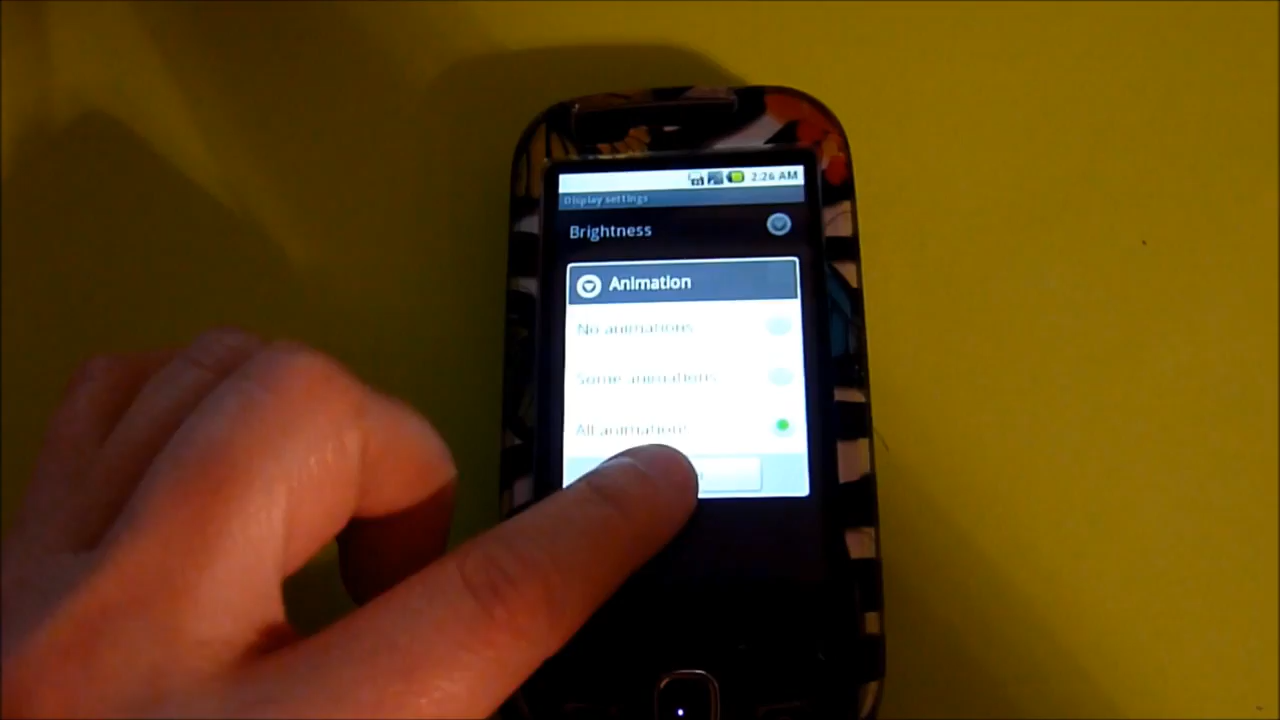 2:26 AM
Display settings
Brightness
Animation
No animations
Some animations
All animations